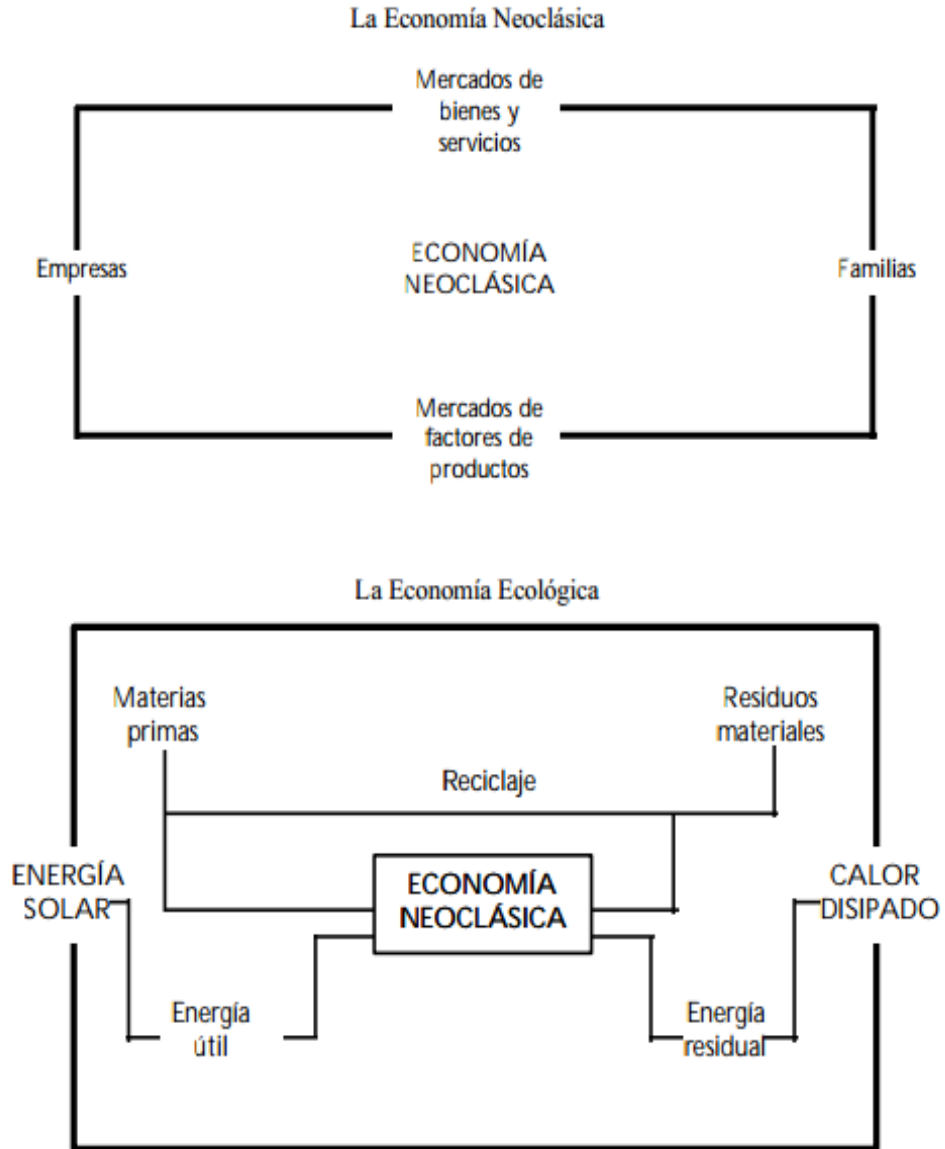 La Economía Neoclásica
Mercados de
bienes y
servicios
Empresas
ECONOMÍA
NEOCLÁSICA
Familias
Mercados de
factores de
productos
La Economía Ecológica
Materias
primas
Residuos
materiales
Reciclaje
ENERGÍA
SOLAR
ECONOMÍA
NEOCLÁSICA
CALOR
DISIPADO
Energía
útil
Energía
residual